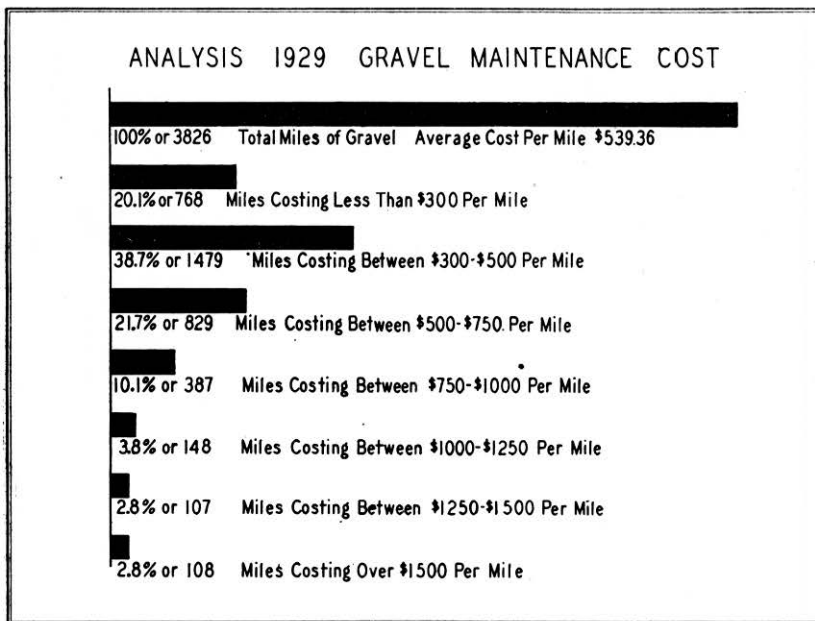 ANALYSIS 1929 GRAVEL MAINTENANCE COST
100% or 3826 Total Miles of Gravel Average Cost Per Mile $539.36
20.1% or 768 Miles Costing Less Than $300 Per Mile
38.7% or 1479 Miles Costing Between $300-$500 Per Mile
21.7% or 829 Miles Costing Between $500-$750 Per Mile
10.1% or 387 Miles Costing Between $750-$1000 Per Mile
3.8% or 148 Miles Costing Between $1000-$1250 Per Mile
2.8% or 107 Miles Costing Between $1250-$1500 Per Mile
2.8% or 108 Miles Costing Over $1500 Per Mile